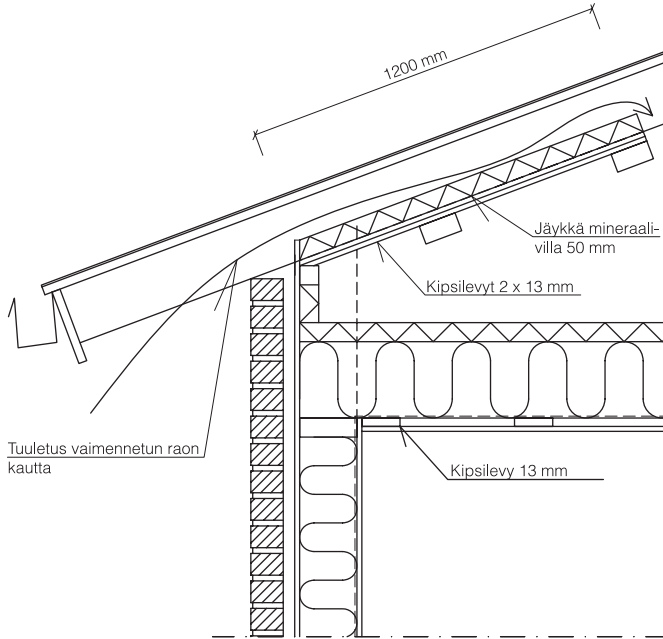 1200 mm
Jäykkä mineraali-
villa 50 mm
Kipsilevyt 2 x 13 mm
Tuuletus vaimennetun raon
kautta
Kipsilevy 13 mm